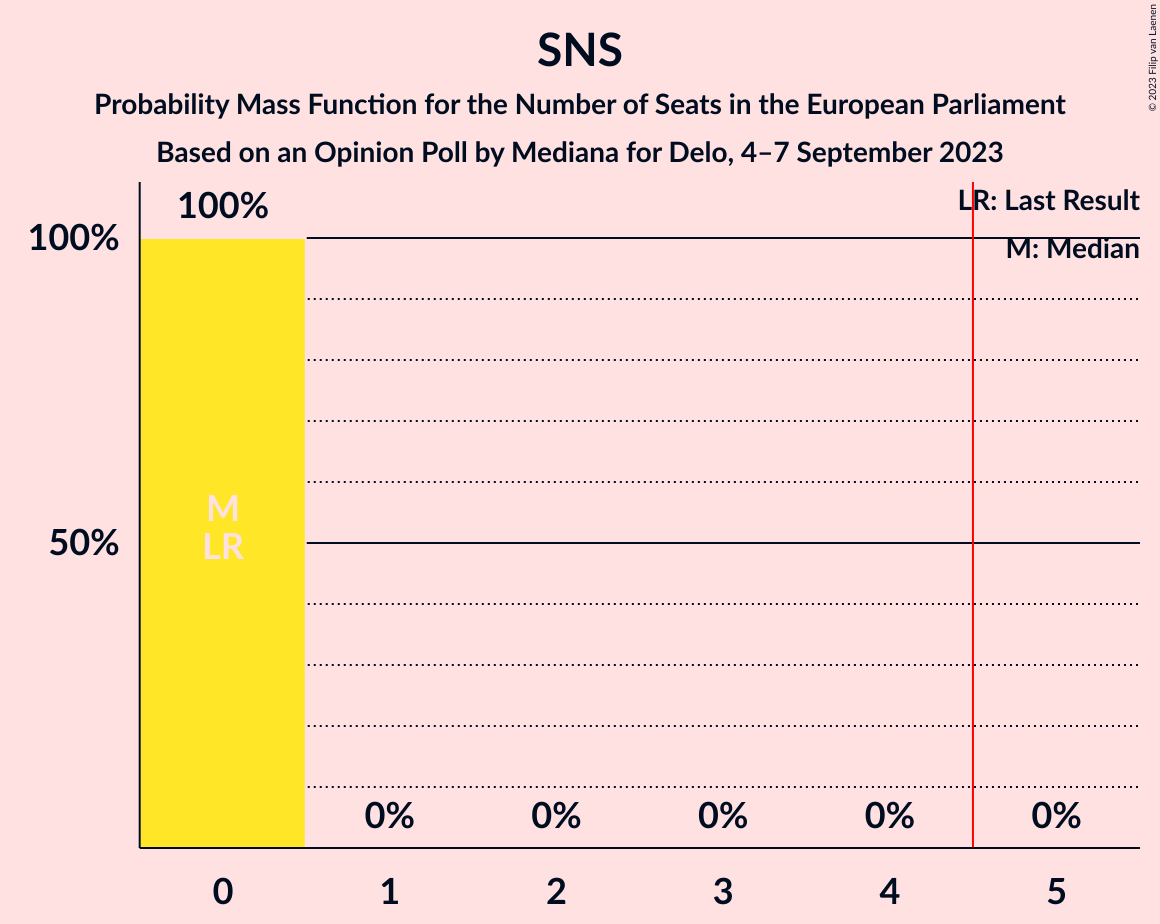 SNS
Probability Mass Function for the Number of Seats in the European Parliament
Based on an Opinion Poll by Mediana for Delo, 4–7 September 2023
© 2023 Filip van Laenen
LR: Last Result
M: Median
100%
100%
50%
M
LR
0%
0%
0%
0%
0%
0
1
2
3
4
5